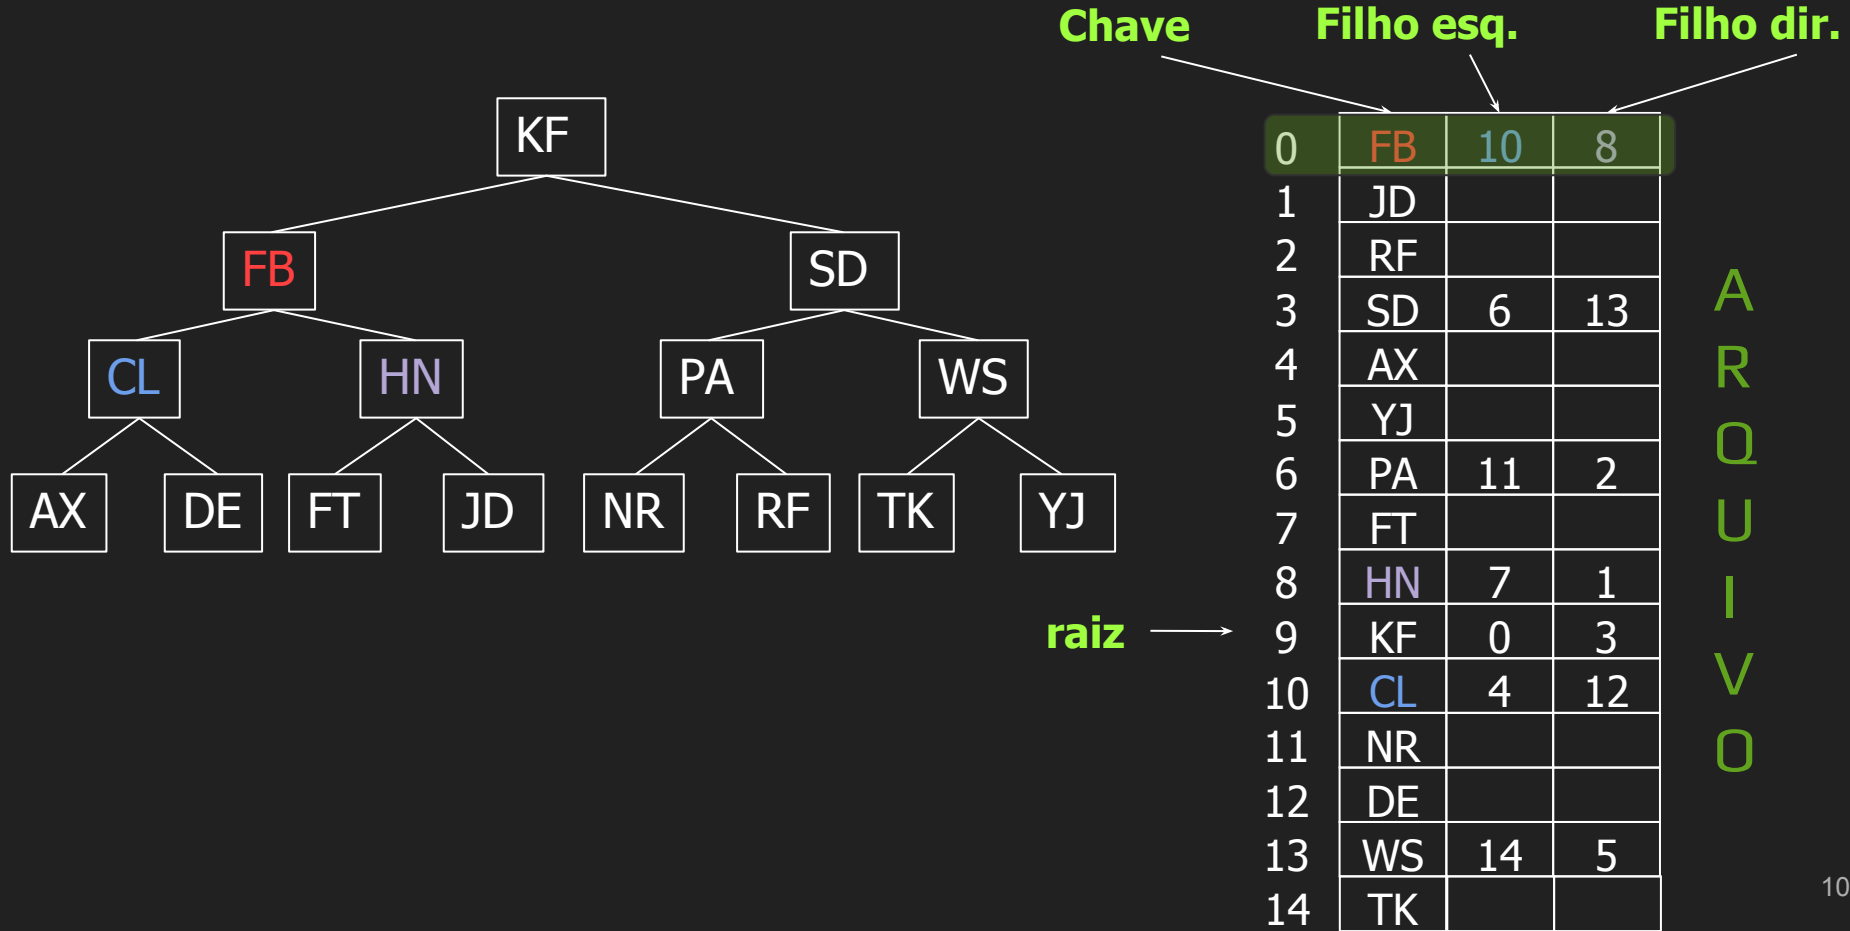 Chave Filho esq. Filho dir.
KF
FB SD
CL HN PA WS
AX DE FT JD NR RF TK YJ
0 FB 10 8
1 JD
2 RF
3 SD 6 13
4 AX
5 YJ
6 PA 11 2
7 FT
8 HN 7 1
raiz 9 KF 0 3
10 CL 4 12
11 NR
12 DE
13 WS 14 5
14 TK
A
R
Q
U
I
V
O
10